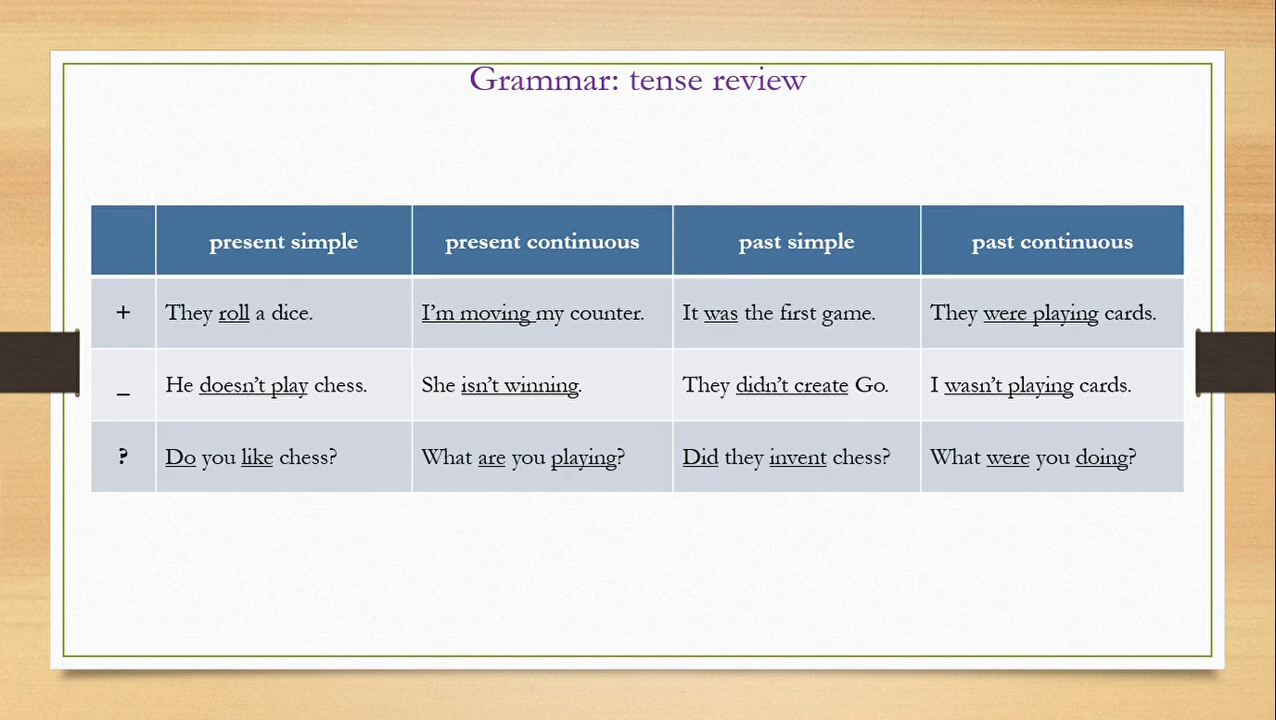 Grammar: tense review
present simple present continuous past simple past continuous
+ They roll a dice. I’m moving my counter. It was the first game. They were playing cards.
_ He doesn’t play chess. She isn’t winning. They didn’t create Go. I wasn’t playing cards.
? Do you like chess? What are you playing? Did they invent chess? What were you doing?